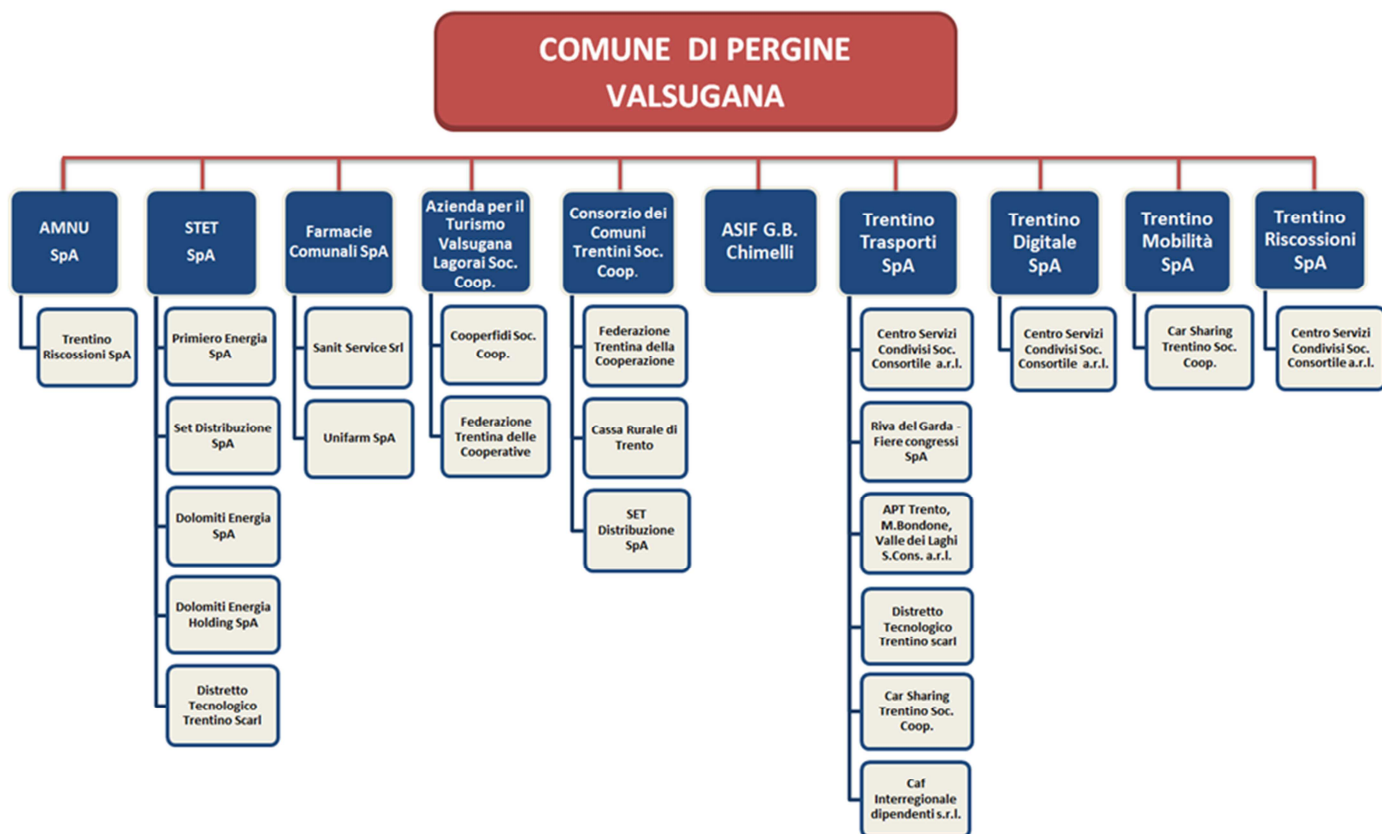 COMUNE DI PERGINE
VALSUGANA
AMNU
SpA
Trentino
Riscossioni SpA
STET
SpA
Primiero Energia
SpA
Set Distribuzione
SpA
Dolomiti Energia
SpA
Dolomiti Energia
Holding SpA
Distretto
Tecnologico
Trentino Scarl
Farmacie
Comunali SpA
Sanit Service Srl
Unifarm SpA
Azienda per il
Turismo
Valsugana
Lagorai Soc.
Coop.
Cooperfidi Soc.
Coop.
Federazione
Trentina delle
Cooperative
Consorzio dei
Comuni
Trentini Soc.
Coop.
Federazione
Trentina della
Cooperazione
Cassa Rurale di
Trento
SET
Distribuzione
SpA
ASIF G.B.
Chimelli
Trentino
Trasporti
SpA
Centro Servizi
Condivisi Soc.
Consortile a.r.l.
Riva del Garda -
Fiere congressi
SpA
APT Trento,
M.Bondone,
Valle dei Laghi
S.Cons. a.r.l.
Distretto
Tecnologico
Trentino scarl
Car Sharing
Trentino Soc.
Coop.
Caf
Interregionale
dipendenti s.r.l.
Trentino
Digitale
SpA
Centro Servizi
Condivisi Soc.
Consortile a.r.l.
Trentino
Mobilità
SpA
Car Sharing
Trentino Soc.
Coop.
Trentino
Riscossioni
SpA
Centro Servizi
Condivisi Soc.
Consortile a.r.l.